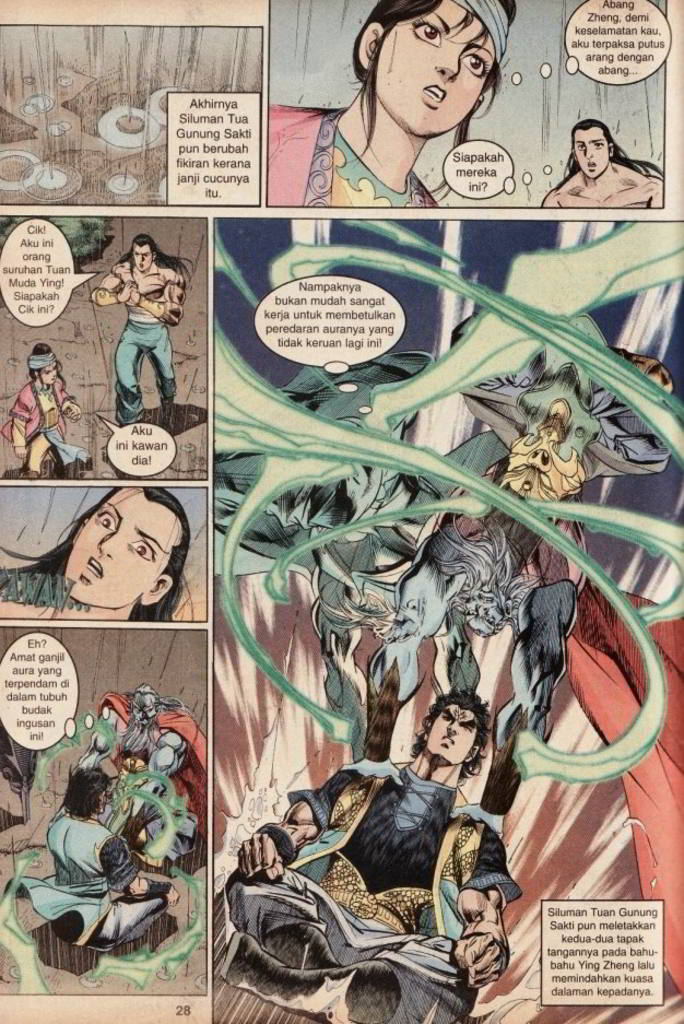 Akhirnya
Siluman Tua
Gunung Sakti
pun berubah
fikiran kerana
janji cucunya
itu.
Abang
Zheng, demi
keselamatan kau,
aku terpaksa putus
arang dengan
abang...
Siapakah
mereka
ini?
Cik!
Aku ini
orang
suruhan Tuan
Muda Ying!
Siapakah
Cik ini?
Aku
ini kawan
dia!
Nampaknya
bukan mudah sangat
kerja untuk membetulkan
peredaran auranya yang
tidak keruan lagi ini!
Eh?
Amat ganjil
aura yang
terpendam di
dalam tubuh
budak
ingusan
ini!
Siluman Tuan Gunung
Sakti pun meletakkan
kedua-dua tapak
tangannya pada bahu-
bahu Ying Zheng lalu
memindahkan kuasa
dalaman kepadanya.
28